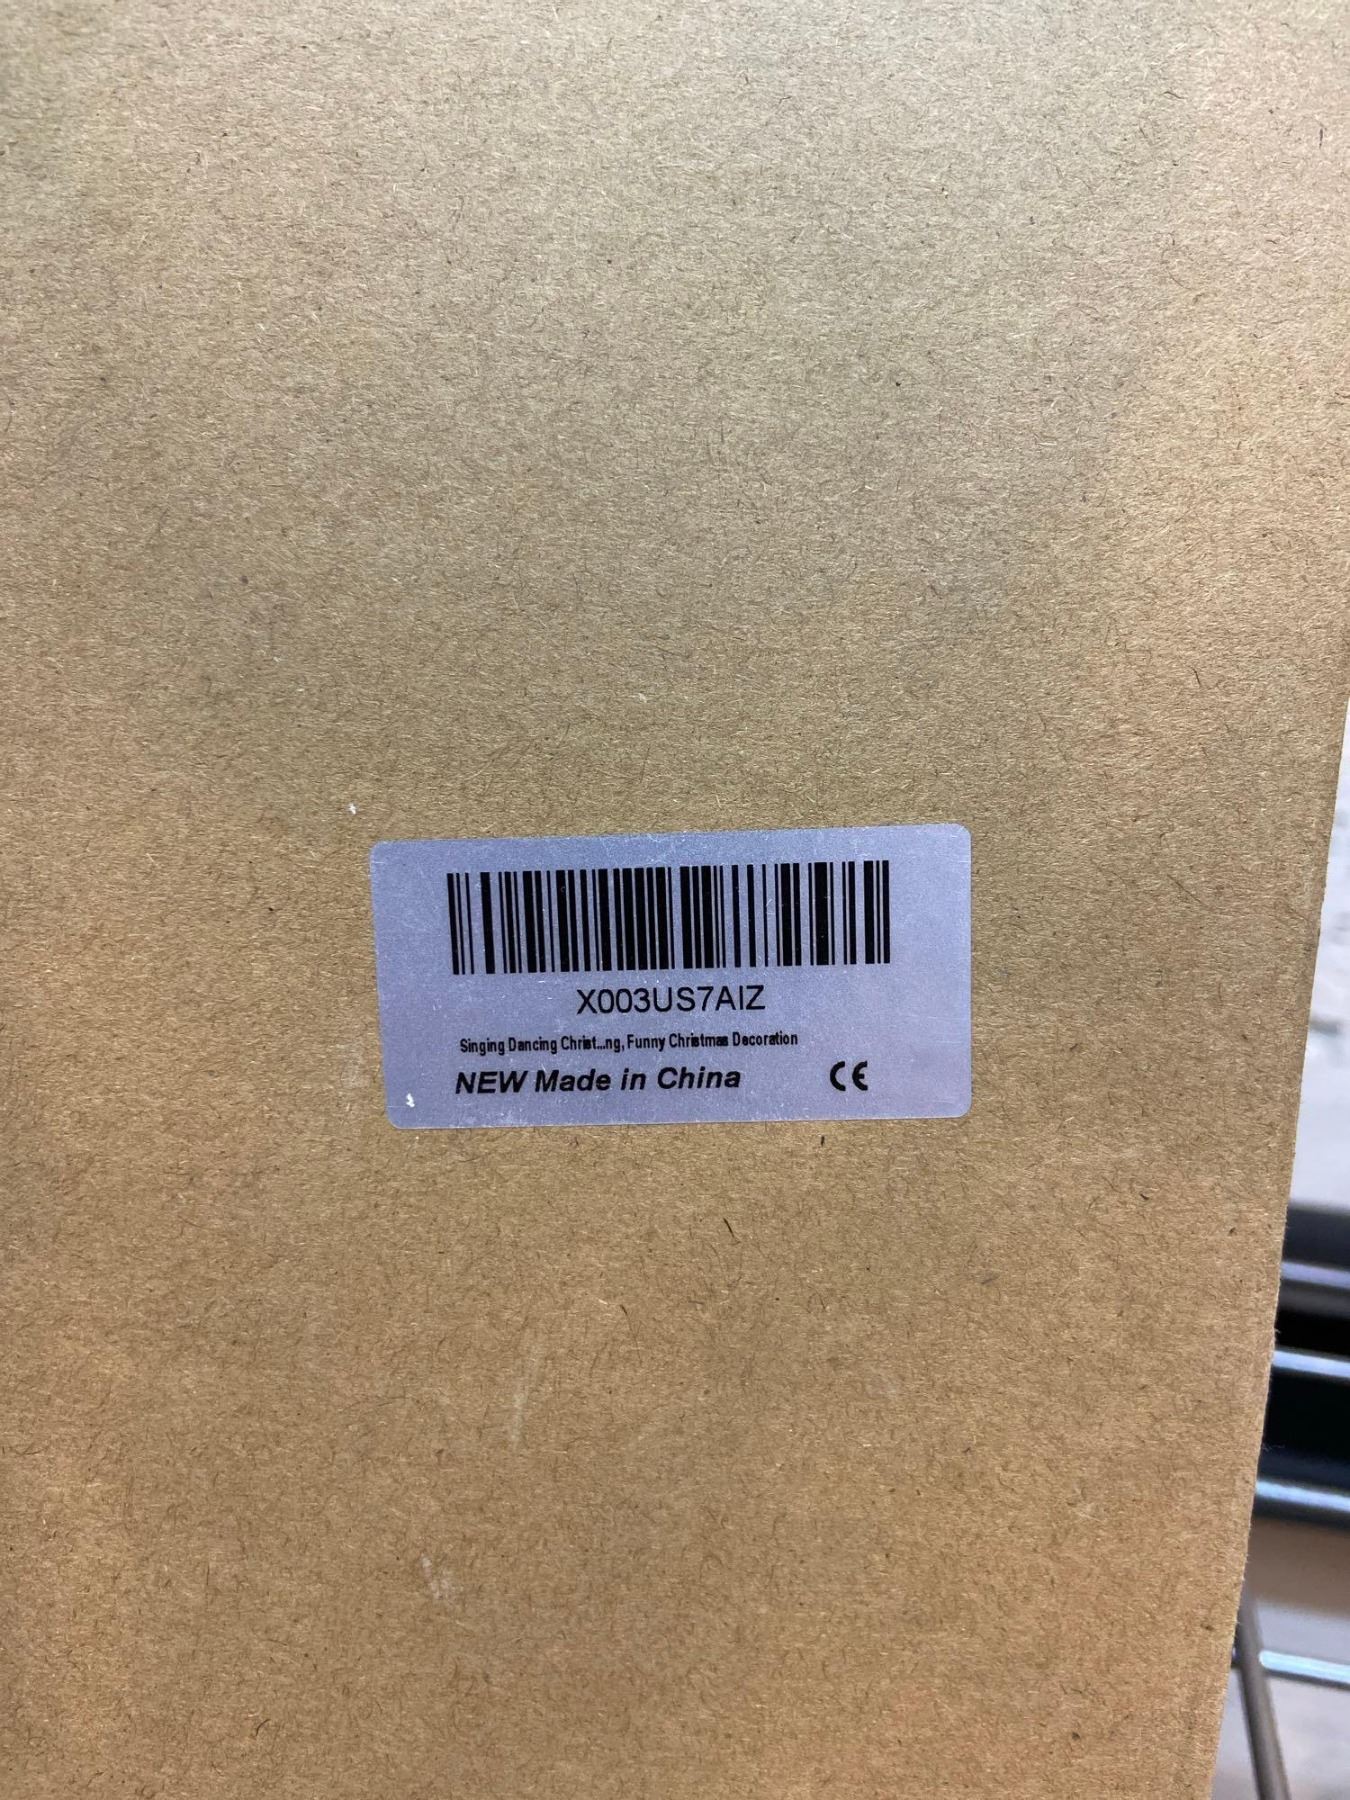 X003US7AIZ
Singing Dancing Christ...ng, Funny Christmas Decoration
NEW Made in China CE